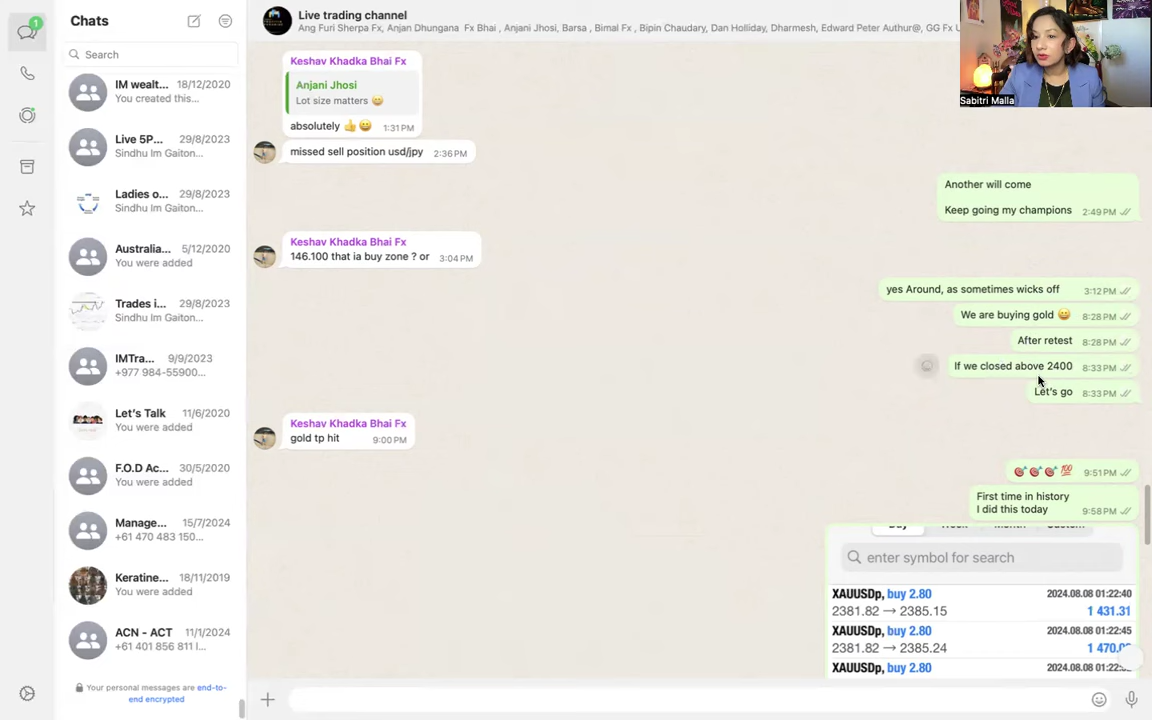 1
Chats
Search
IM wealt... 18/12/2020
You created this...
Live 5P... 29/8/2023
Sindhu Im Gaiton...
Ladies o... 29/8/2023
Sindhu Im Gaiton...
Australia... 5/12/2020
You were added
Trades i... 29/8/2023
Sindhu Im Gaiton...
IMTra... 9/9/2023
+977 984-55900...
Let's Talk 11/6/2020
You were added
F.O.D Ac... 30/5/2020
You were added
Manage... 15/7/2024
+61 470 483 150...
Keratine... 18/11/2019
You were added
ACN - ACT 11/1/2024
+61 401 856 811 I...
Your personal messages are end-to-
end encrypted
Live trading channel
Ang Furi Sherpa Fx, Anjan Dhungana Fx Bhai , Anjani Jhosi, Barsa , Bimal Fx , Bipin Chaudary, Dan Holliday, Dharmesh, Edward Peter Authur@, GG Fx U
Sabitri Malla
Keshav Khadka Bhai Fx
Anjani Jhosi
Lot size matters 😀
absolutely 👍😀 1:31 PM
missed sell position usd/jpy 2:36 PM
Another will come
Keep going my champions 2:49 PM
Keshav Khadka Bhai Fx
146.100 that ia buy zone ? or 3:04 PM
yes Around, as sometimes wicks off 3:12 PM
We are buying gold 😀 8:28 PM
After retest 8:28 PM
If we closed above 2400 8:33 PM
Let's go 8:33 PM
Keshav Khadka Bhai Fx
gold tp hit 9:00 PM
🎯🎯🎯💯 9:51 PM
First time in history
I did this today 9:58 PM
enter symbol for search
XAUUSDp, buy 2.80 2024.08.08 01:22:40
2381.82 → 2385.15 1 431.31
XAUUSDp, buy 2.80 2024.08.08 01:22:45
2381.82 → 2385.24
XAUUSDp, buy 2.80 2024.08.08